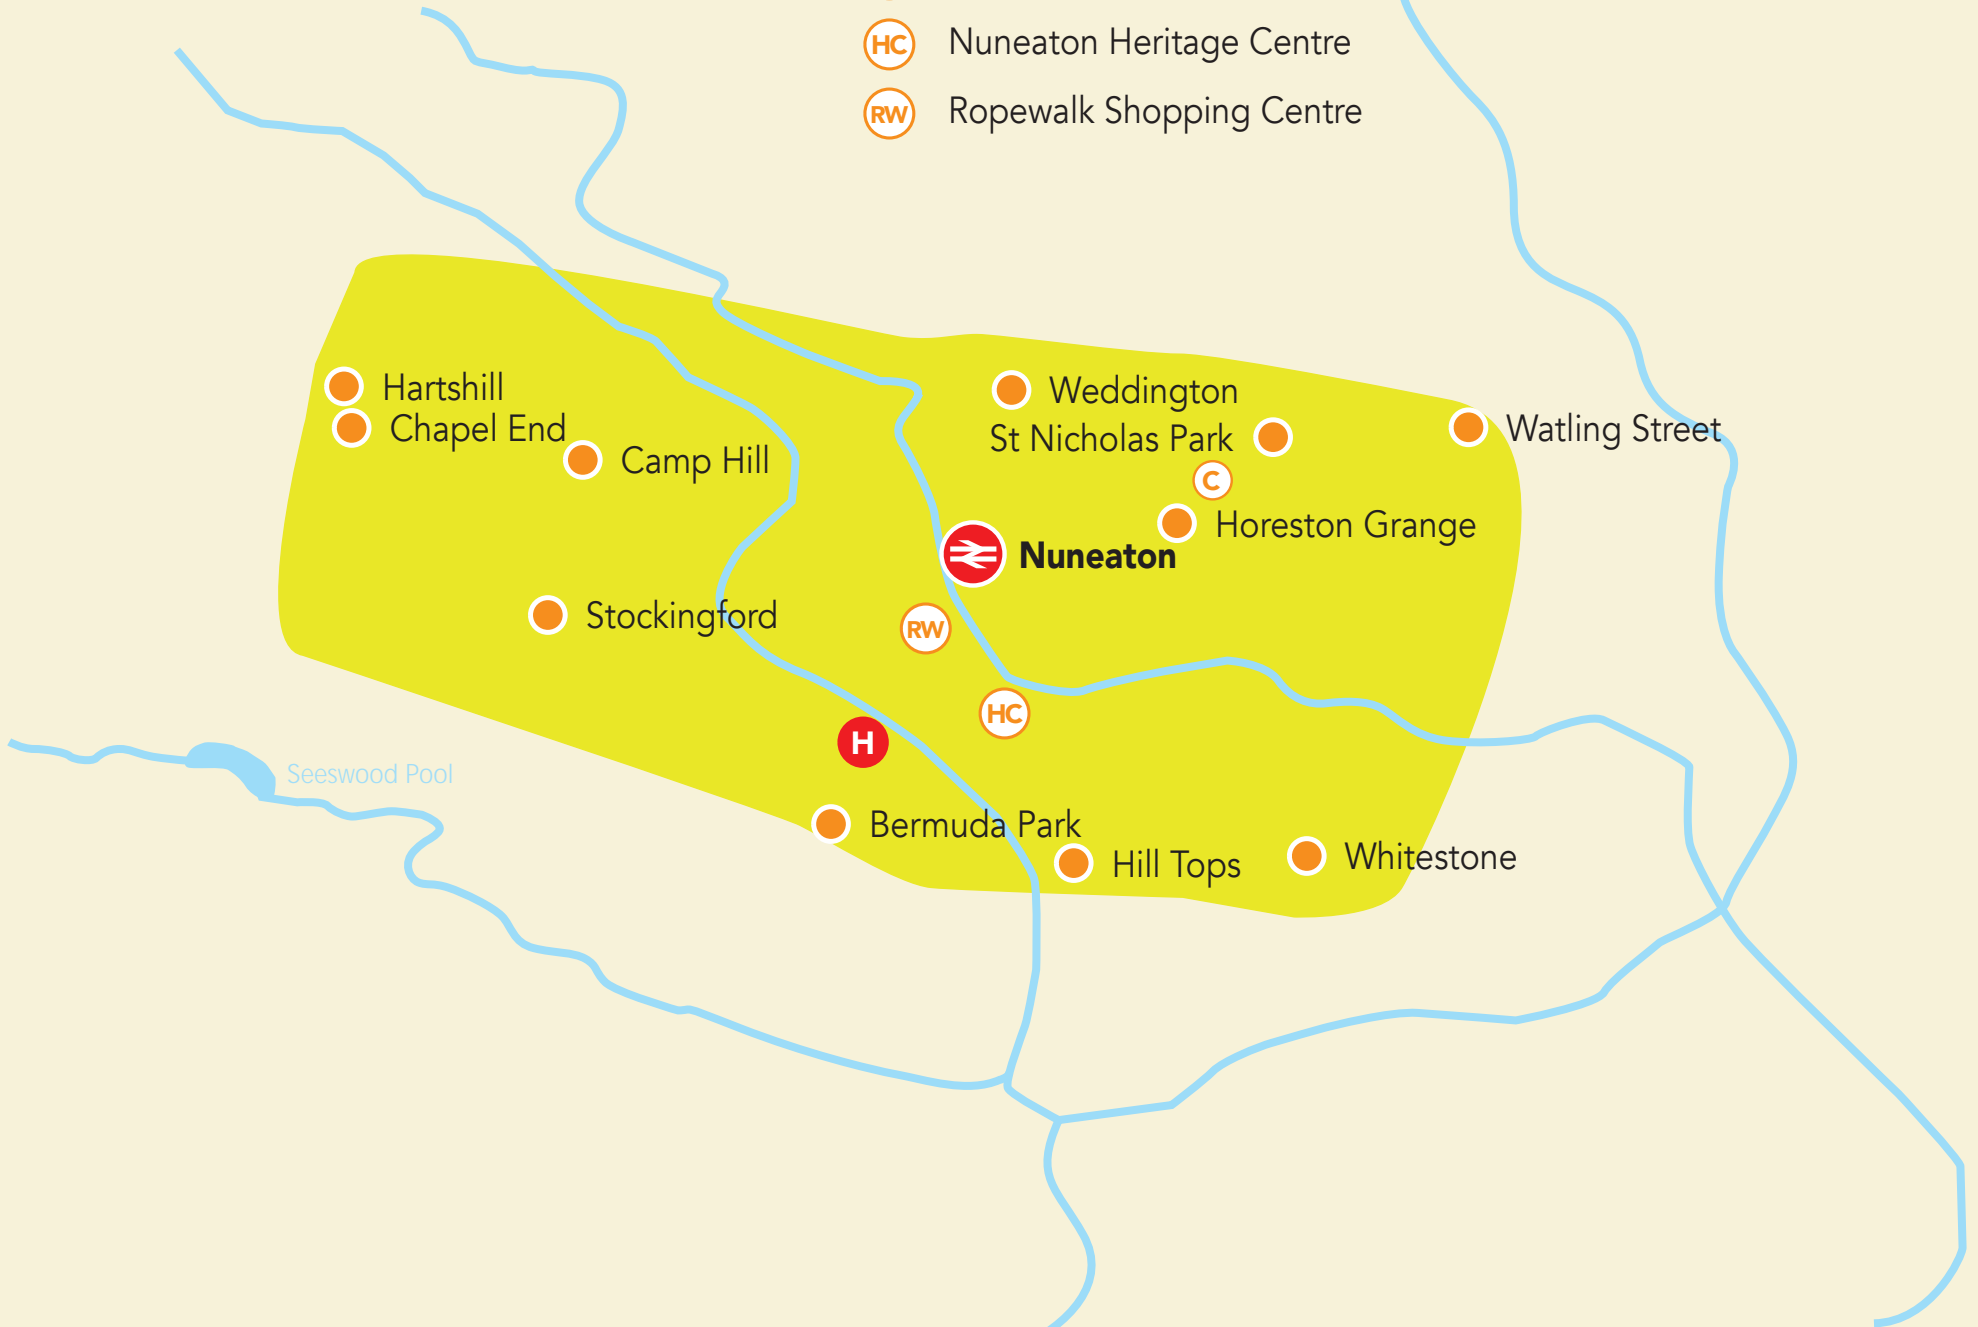 HC Nuneaton Heritage Centre
RW Ropewalk Shopping Centre
Hartshill
Weddington
Chapel End
St Nicholas Park
Watling Street
Camp Hill
C
Horeston Grange
Nuneaton
Stockingford
RW
HC
H
Seeswood Pool
Bermuda Park
Hill Tops
Whitestone